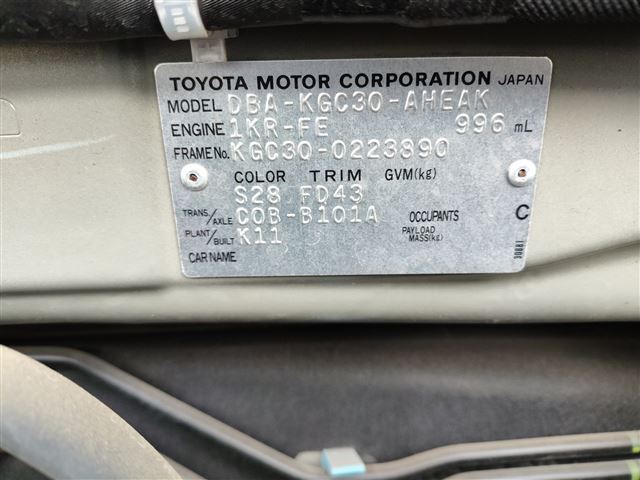 TOYOTA MOTOR CORPORATION JAPAN
MODEL DBA-KGC30-AHEAK
ENGINE 1KR-FE 996 mL
FRAME No. KGC30-0223890
COLOR TRIM GVM(kg)
S28 FD43
TRANS./AXLE C0B-B101A OCCUPANTS C
PLANT/BUILT K11 PAYLOAD MASS(kg)
CAR NAME